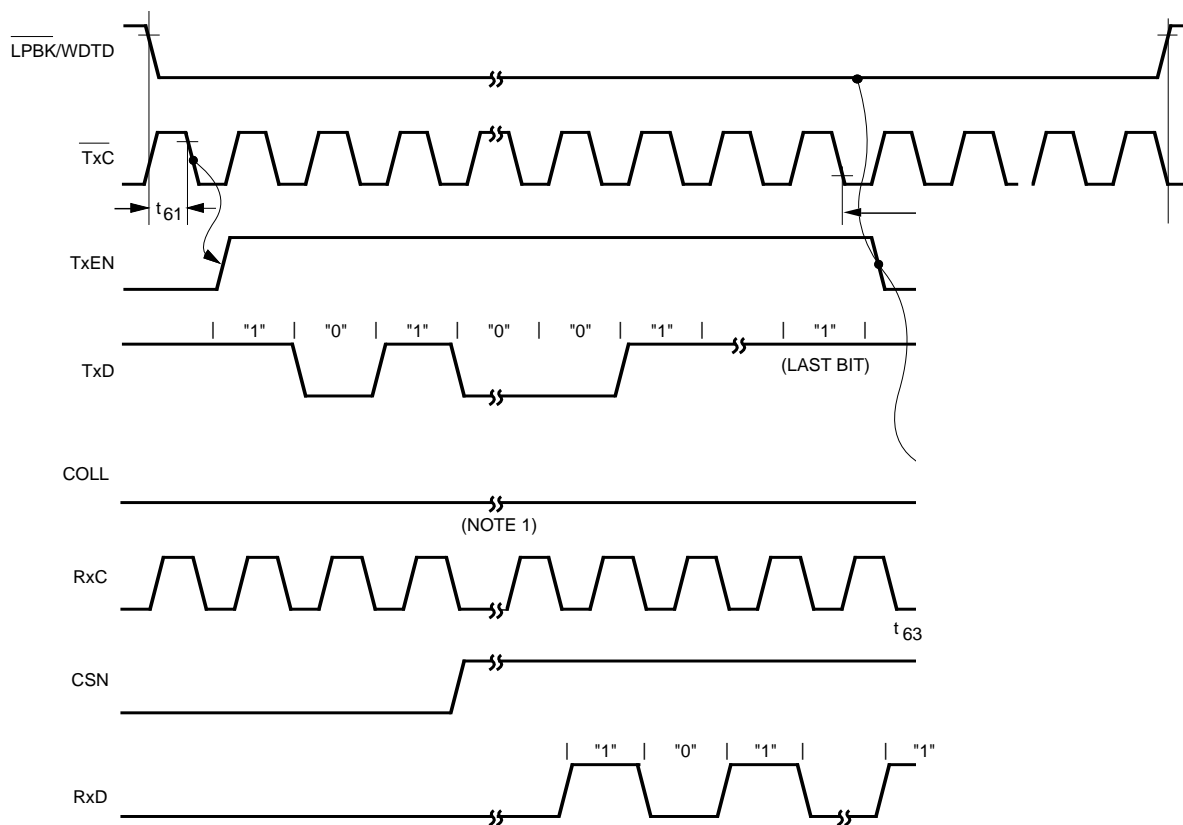 LPBK/WDTD
TxC
t61
TxEN
"1" "0" "1" "0" "0" "1" "1"
TxD
(LAST BIT)
COLL
(NOTE 1)
RxC
t63
CSN
"1" "0" "1" "1"
RxD